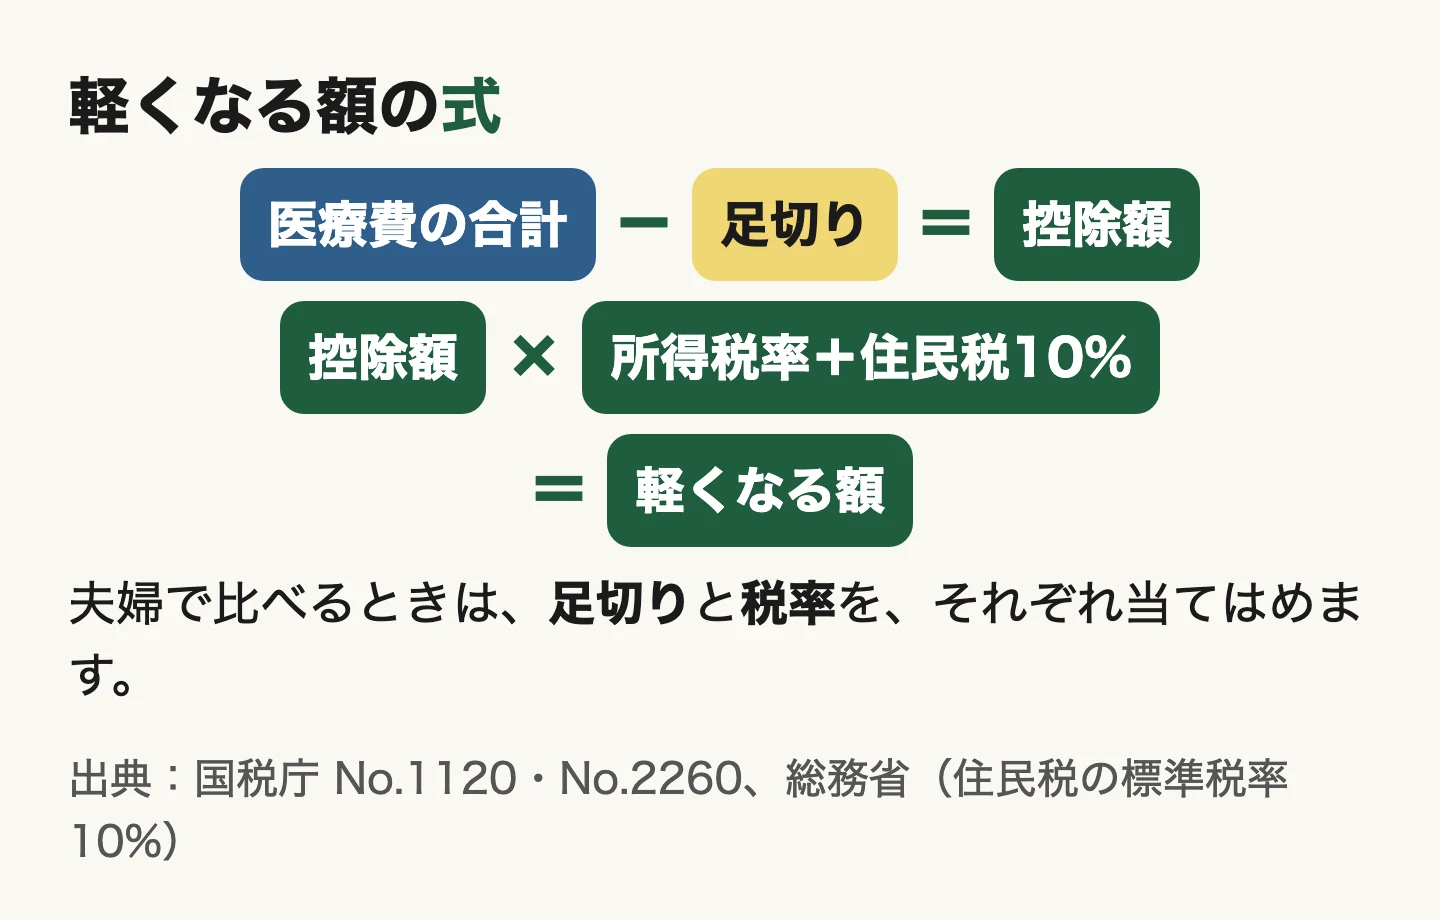 軽くなる額の式
医療費の合計 − 足切り ＝ 控除額
控除額 × 所得税率＋住民税10%
＝ 軽くなる額
夫婦で比べるときは、足切りと税率を、それぞれ当てはめま
す。
出典：国税庁 No.1120・No.2260、総務省（住民税の標準税率
10%）